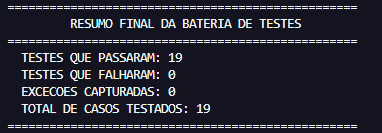 ==================================================
RESUMO FINAL DA BATERIA DE TESTES
==================================================
TESTES QUE PASSARAM: 19
TESTES QUE FALHARAM: 0
EXCECOES CAPTURADAS: 0
TOTAL DE CASOS TESTADOS: 19
==================================================